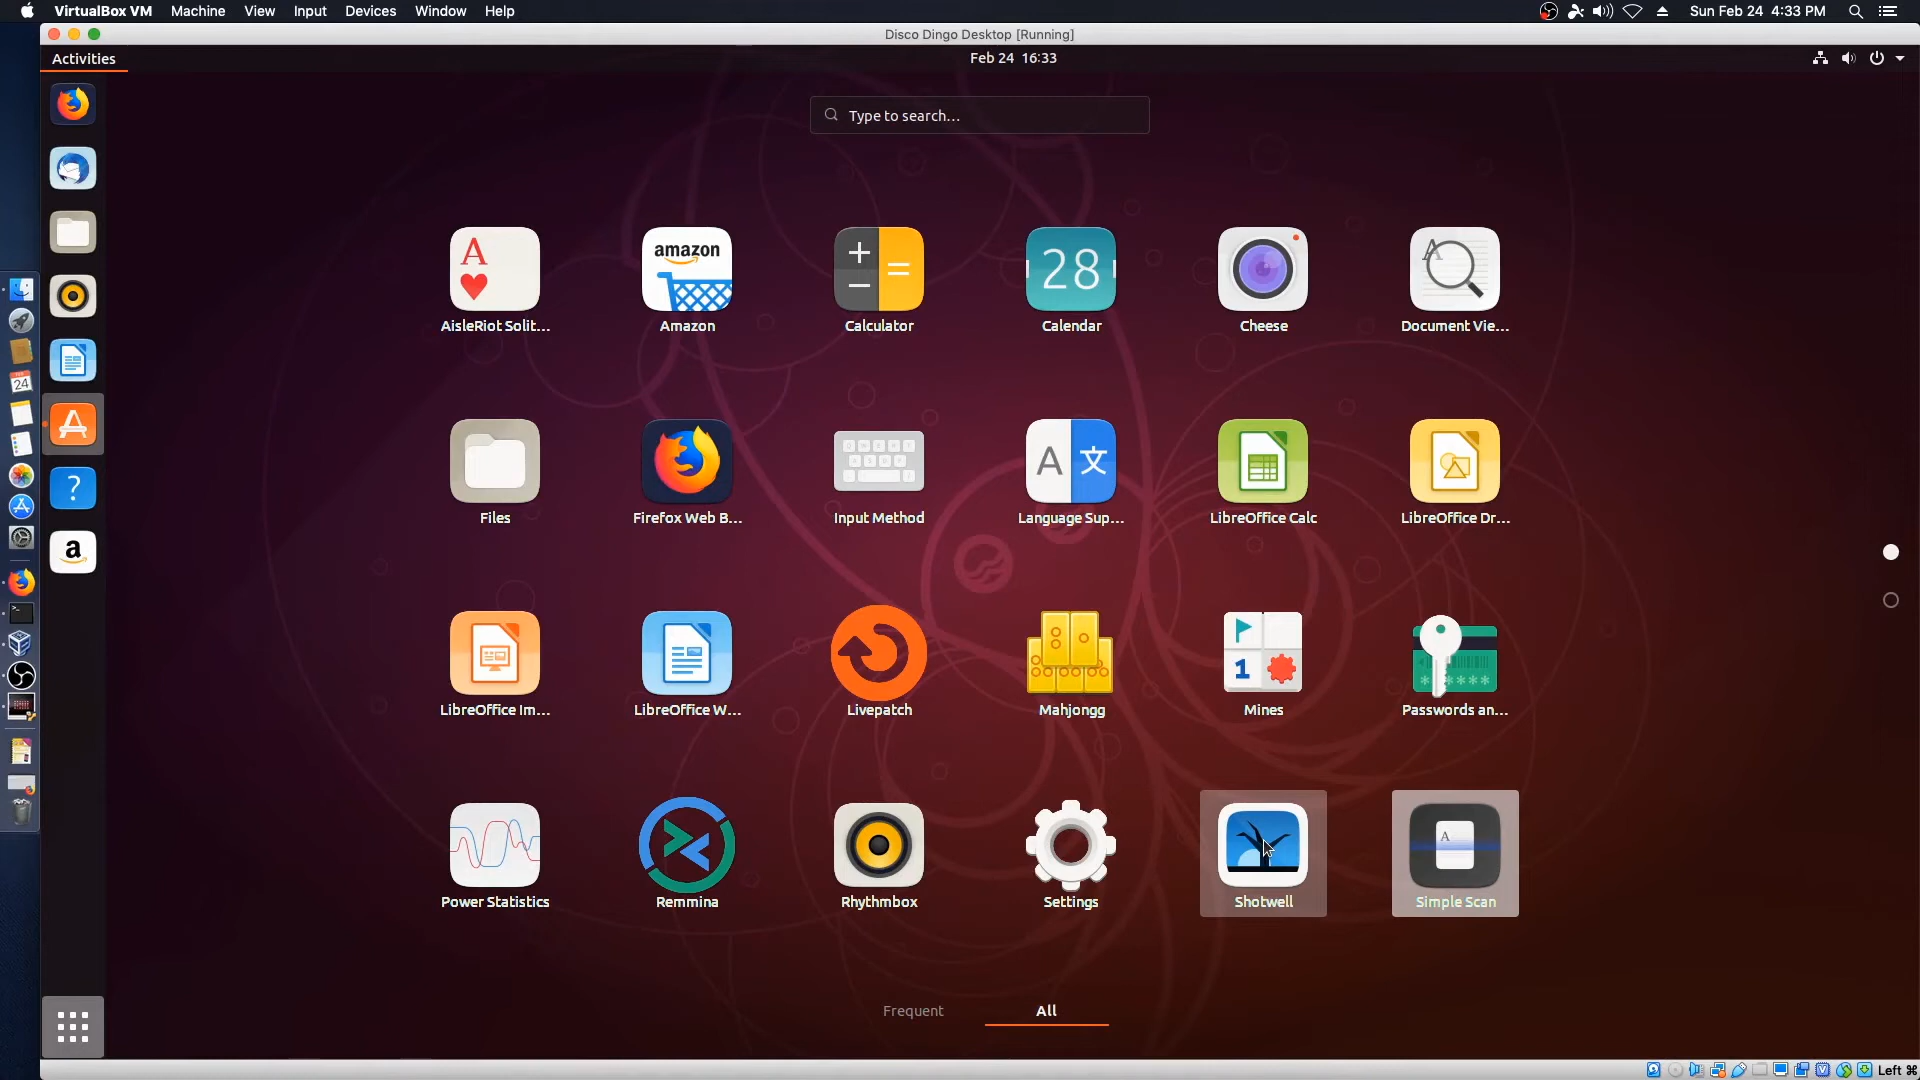 VirtualBox VM Machine View Input Devices Window Help Sun Feb 24 4:33 PM
Disco Dingo Desktop [Running]
Activities Feb 24 16:33
Type to search...
A amazon 28 A
AisleRiot Solit... Amazon Calculator Calendar Cheese Document Vie...
A 文
Files Firefox Web B... Input Method Language Sup... LibreOffice Calc LibreOffice Dr...
1 *****
LibreOffice Im... LibreOffice W... Livepatch Mahjongg Mines Passwords an...
A
Power Statistics Remmina Rhythmbox Settings Shotwell Simple Scan
Frequent All
24
?
a
Left ⌘